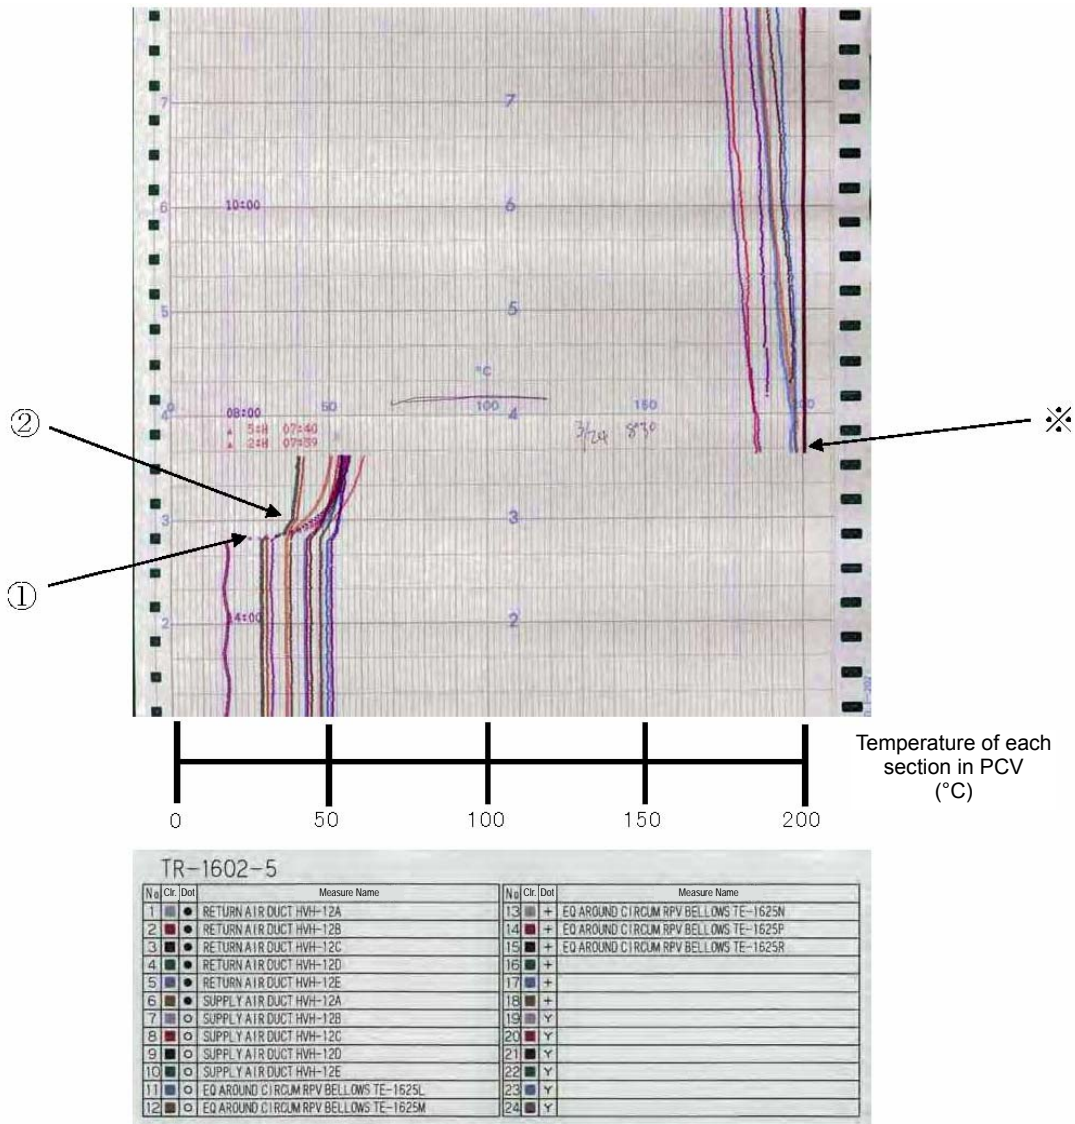 7
7
10:00
6
6
5
5
°C
0
50
100
150
4
08:00
4
▲ 5:H 07:40
▲ 24H 07:59
3/24 8:30
②
※
3
3
①
14:00
2
2
Temperature of each
section in PCV
(°C)
0 50 100 150 200
TR-1602-5
No Clr. Dot Measure Name
1 ● RETURN AIR DUCT HVH-12A
2 ● RETURN AIR DUCT HVH-12B
3 ● RETURN AIR DUCT HVH-12C
4 ● RETURN AIR DUCT HVH-12D
5 ● RETURN AIR DUCT HVH-12E
6 ● SUPPLY AIR DUCT HVH-12A
7 o SUPPLY AIR DUCT HVH-12B
8 o SUPPLY AIR DUCT HVH-12C
9 o SUPPLY AIR DUCT HVH-12D
10 o SUPPLY AIR DUCT HVH-12E
11 o EQ AROUND CIRCUM RPV BELLOWS TE-1625L
12 o EQ AROUND CIRCUM RPV BELLOWS TE-1625M
No Clr. Dot Measure Name
13 + EQ AROUND CIRCUM RPV BELLOWS TE-1625N
14 + EQ AROUND CIRCUM RPV BELLOWS TE-1625P
15 + EQ AROUND CIRCUM RPV BELLOWS TE-1625R
16 +
17 +
18 +
19 Y
20 Y
21 Y
22 Y
23 Y
24 Y